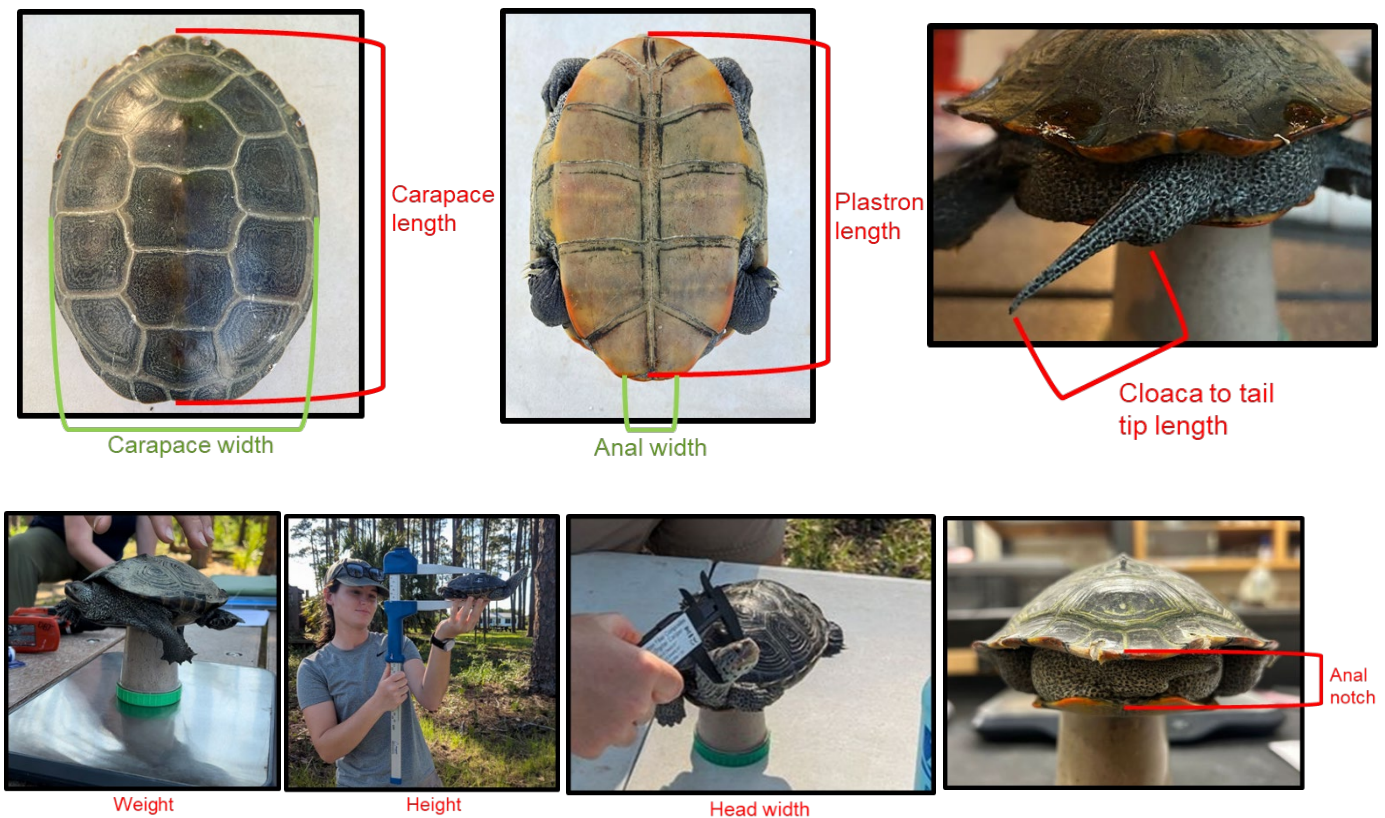 Carapace
length
Carapace width
Plastron
length
Anal width
Cloaca to tail
tip length
Weight
Height
Head width
Anal
notch